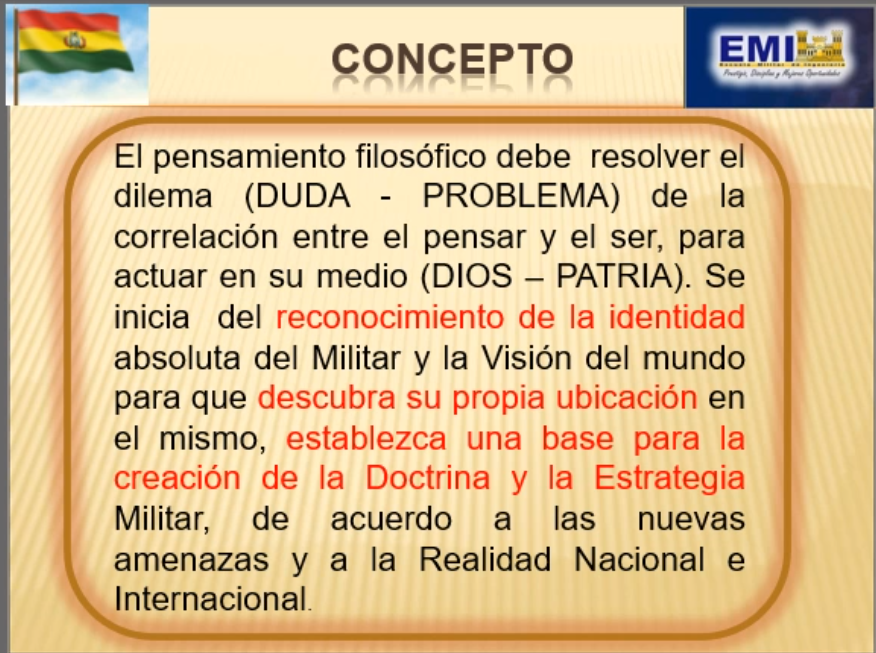 CONCEPTO
EMI
Escuela Militar de Ingeniería
Prestigio, Disciplina y Mejores Oportunidades
El pensamiento filosófico debe resolver el
dilema (DUDA - PROBLEMA) de la
correlación entre el pensar y el ser, para
actuar en su medio (DIOS – PATRIA). Se
inicia del reconocimiento de la identidad
absoluta del Militar y la Visión del mundo
para que descubra su propia ubicación en
el mismo, establezca una base para la
creación de la Doctrina y la Estrategia
Militar, de acuerdo a las nuevas
amenazas y a la Realidad Nacional e
Internacional.